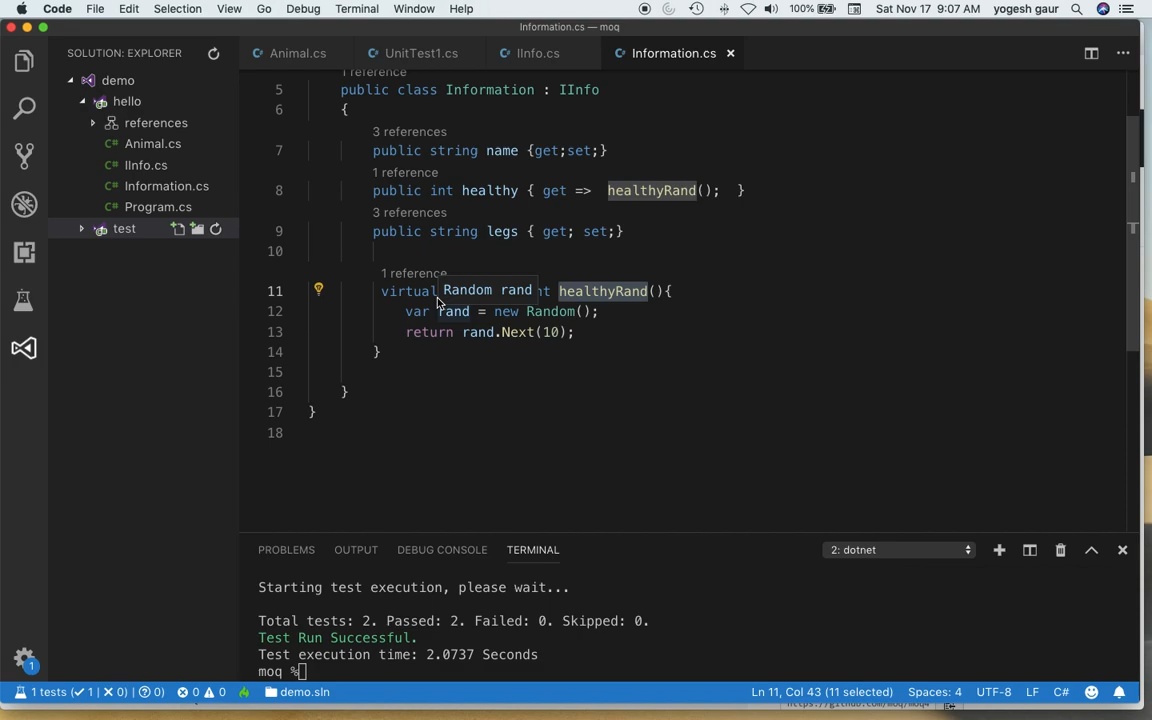 Code File Edit Selection View Go Debug Terminal Window Help 100% Sat Nov 17 9:07 AM yogesh gaur
Information.cs — moq
SOLUTION: EXPLORER
Animal.cs UnitTest1.cs IInfo.cs Information.cs
demo
hello
references
Animal.cs
IInfo.cs
Information.cs
Program.cs
test
1 reference
5 public class Information : IInfo
6 {
3 references
7 public string name {get;set;}
1 reference
8 public int healthy { get => healthyRand(); }
3 references
9 public string legs { get; set;}
10
1 reference
11 virtual nt healthyRand(){
Random rand
12 var rand = new Random();
13 return rand.Next(10);
14 }
15
16 }
17 }
18
PROBLEMS OUTPUT DEBUG CONSOLE TERMINAL 2: dotnet
Starting test execution, please wait...
Total tests: 2. Passed: 2. Failed: 0. Skipped: 0.
Test Run Successful.
Test execution time: 2.0737 Seconds
moq %
1
1 tests (✓ 1 | ✕ 0) | 0) 0 0 demo.sln Ln 11, Col 43 (11 selected) Spaces: 4 UTF-8 LF C#